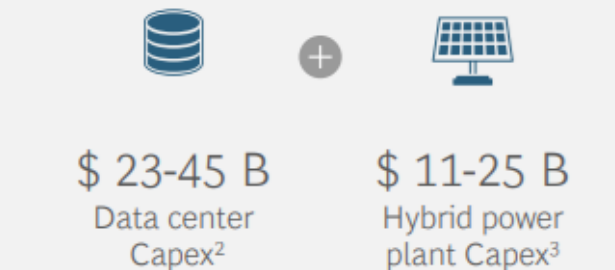 $ 23-45 B
Data center
Capex²
$ 11-25 B
Hybrid power
plant Capex³